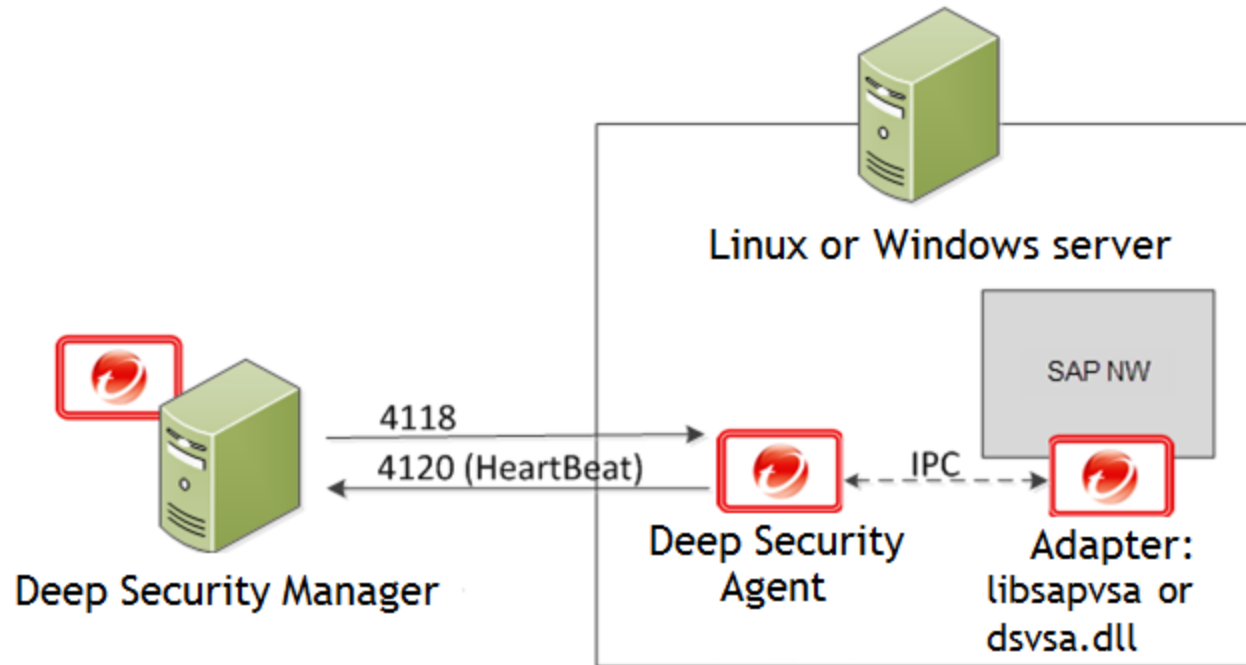 Linux or Windows server
SAP NW
4118
4120 (HeartBeat)
IPC
Deep Security
Agent
Adapter:
libsapvsa or
dsvsa.dll
Deep Security Manager